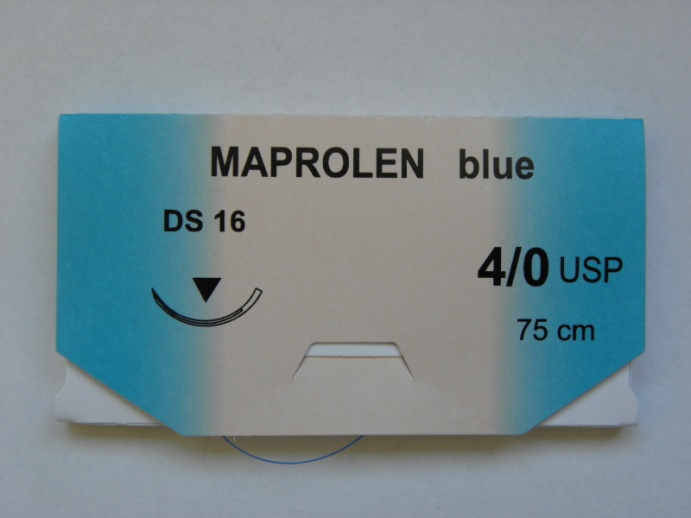 MAPROLEN blue
DS 16
4/0 USP
75 cm